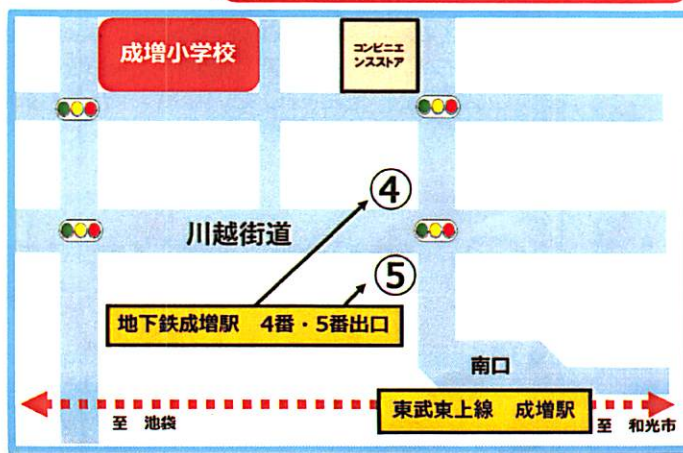 成増小学校
コンビニエ
ンスストア
④
川越街道
⑤
地下鉄成増駅　4番・5番出口
南口
東武東上線　成増駅
至　池袋
至　和光市